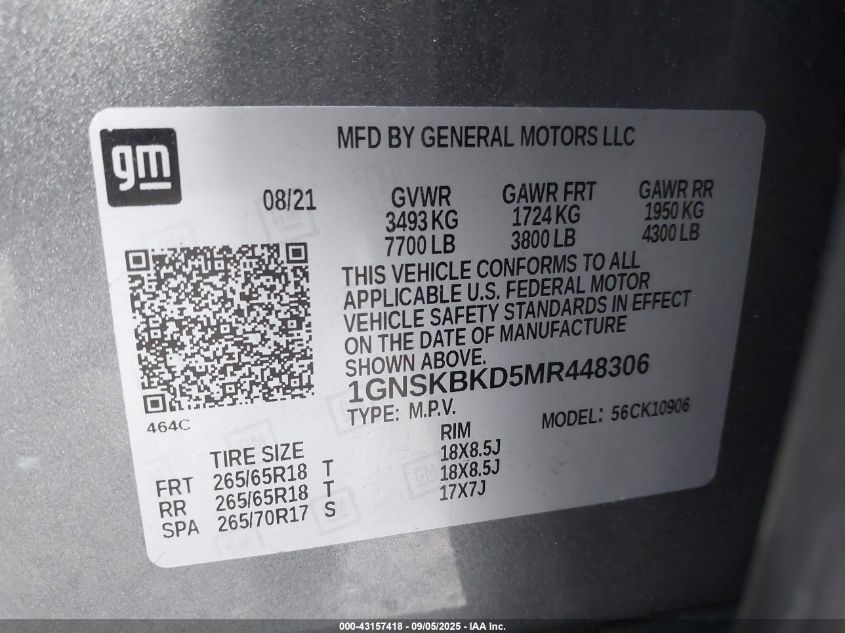 gm
MFD BY GENERAL MOTORS LLC
08/21
GVWR GAWR FRT GAWR RR
3493 KG 1724 KG 1950 KG
7700 LB 3800 LB 4300 LB
THIS VEHICLE CONFORMS TO ALL
APPLICABLE U.S. FEDERAL MOTOR
VEHICLE SAFETY STANDARDS IN EFFECT
ON THE DATE OF MANUFACTURE
SHOWN ABOVE.
1GNSKBKD5MR448306
TYPE: M.P.V. MODEL: 56CK10906
464C
TIRE SIZE RIM
FRT 265/65R18 T 18X8.5J
RR 265/65R18 T 18X8.5J
SPA 265/70R17 S 17X7J
000-43157418 - 09/05/2025 - IAA Inc.